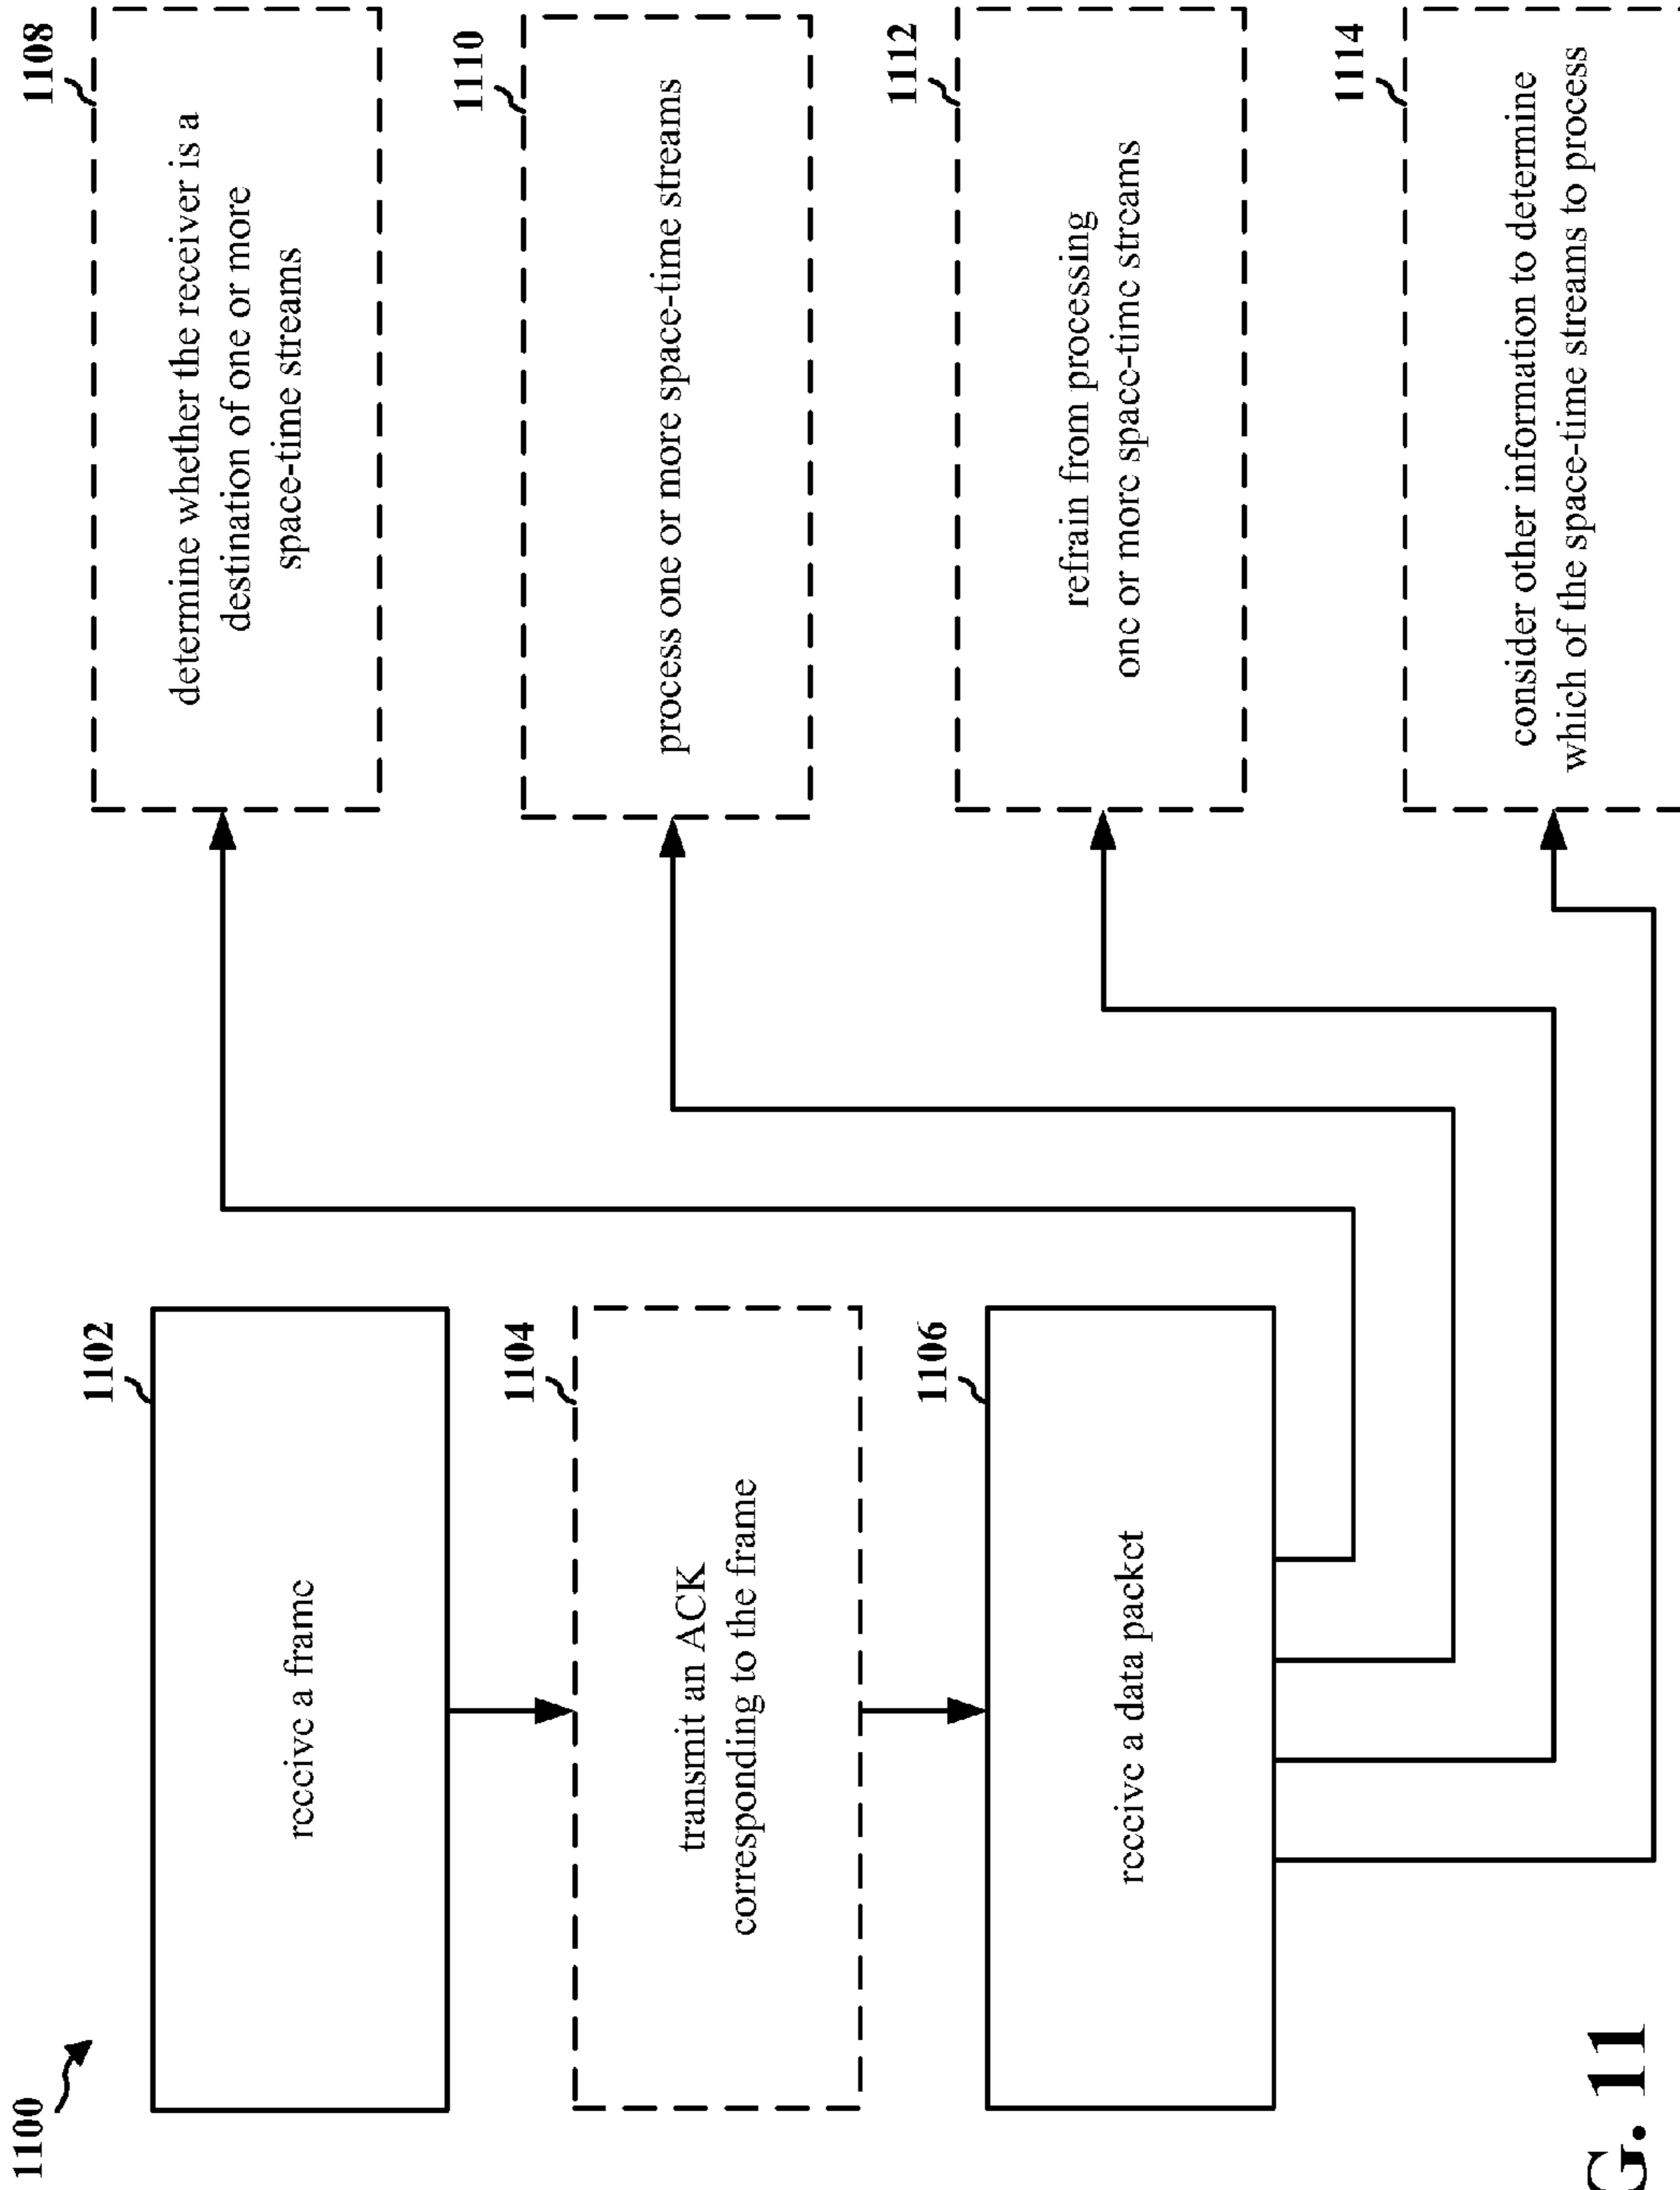 1100
1102
receive a frame
1104
transmit an ACK
corresponding to the frame
1106
receive a data packet
1108
determine whether the receiver is a
destination of one or more
space-time streams
1110
process one or more space-time streams
1112
refrain from processing
one or more space-time streams
1114
consider other information to determine
which of the space-time streams to process
G. 11